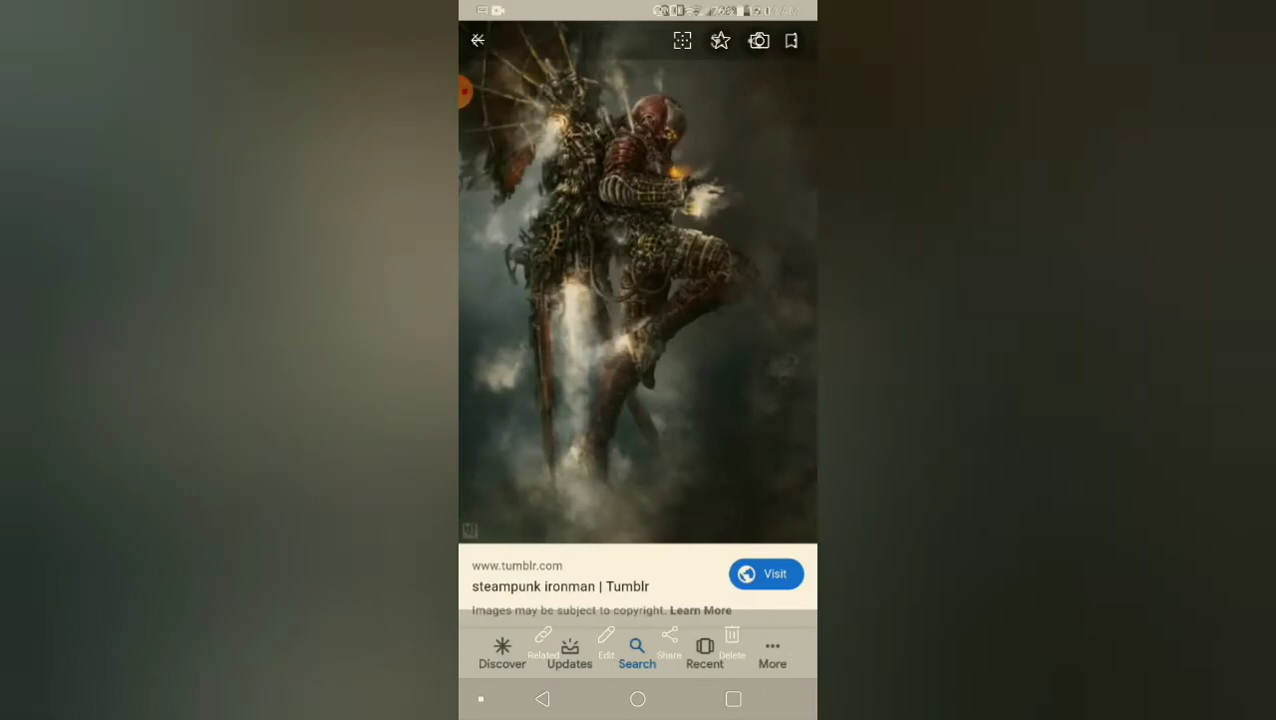 www.tumblr.com
steampunk ironman | Tumblr
Visit
Images may be subject to copyright. Learn More
Related Edit Share Delete
Discover Updates Search Recent More